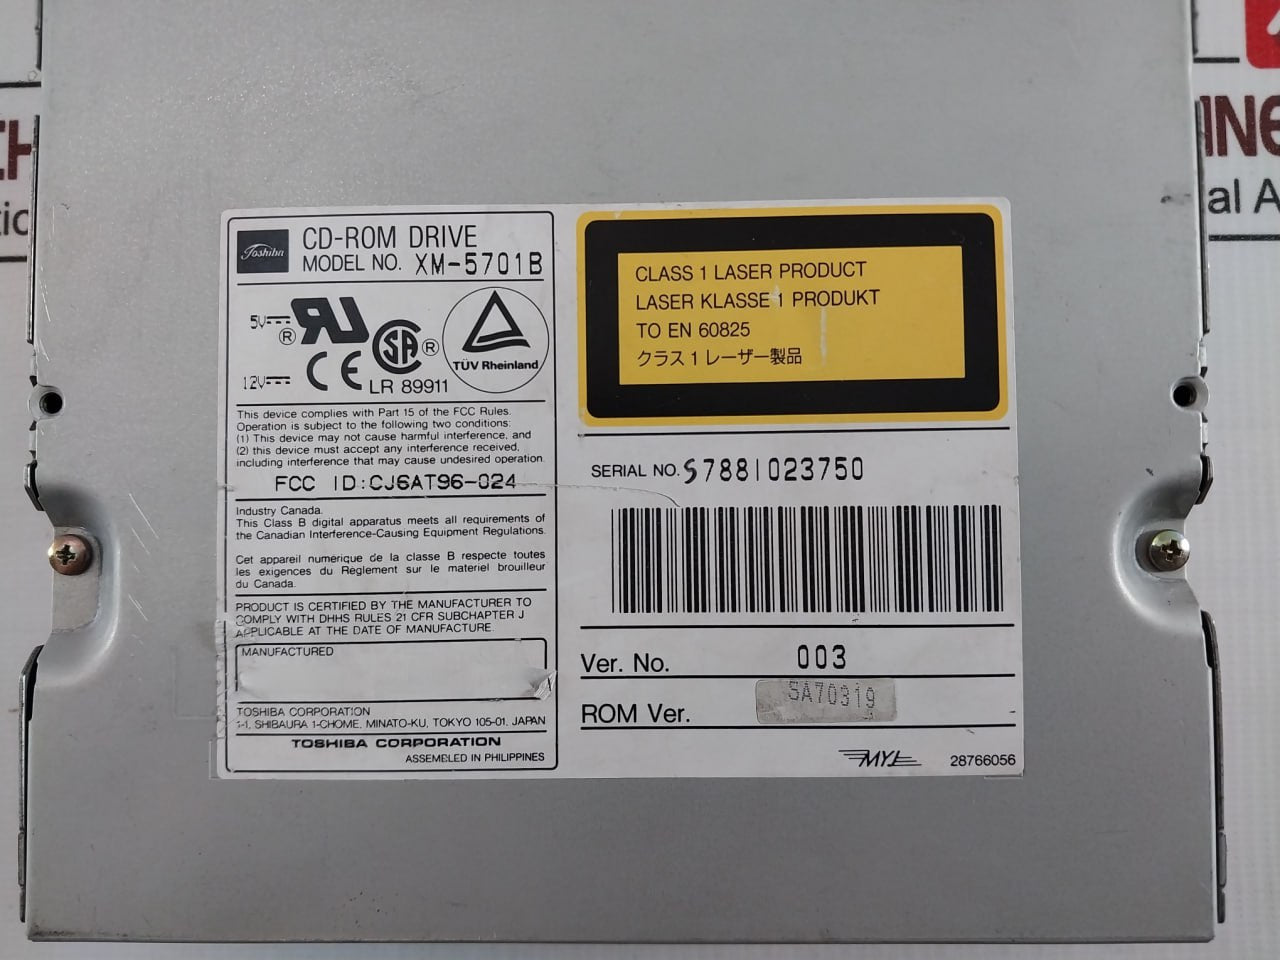 Toshiba
CD-ROM DRIVE
MODEL NO. XM-5701B
5V
®
12V
CE
SA
®
LR 89911
TÜV Rheinland
This device complies with Part 15 of the FCC Rules.
Operation is subject to the following two conditions:
(1) This device may not cause harmful interference, and
(2) this device must accept any interference received,
including interference that may cause undesired operation.
FCC ID:CJ6AT96-024
Industry Canada.
This Class B digital apparatus meets all requirements of
the Canadian Interference-Causing Equipment Regulations.
Cet appareil numerique de la classe B respecte toutes
les exigences du Reglement sur le materiel brouilleur
du Canada.
PRODUCT IS CERTIFIED BY THE MANUFACTURER TO
COMPLY WITH DHHS RULES 21 CFR SUBCHAPTER J
APPLICABLE AT THE DATE OF MANUFACTURE.
MANUFACTURED
TOSHIBA CORPORATION
1-1, SHIBAURA 1-CHOME, MINATO-KU, TOKYO 105-01, JAPAN
TOSHIBA CORPORATION
ASSEMBLED IN PHILIPPINES
CLASS 1 LASER PRODUCT
LASER KLASSE 1 PRODUKT
TO EN 60825
クラス 1 レーザー製品
SERIAL NO. S7881023750
Ver. No. 003
ROM Ver. SA70319
28766056
al A